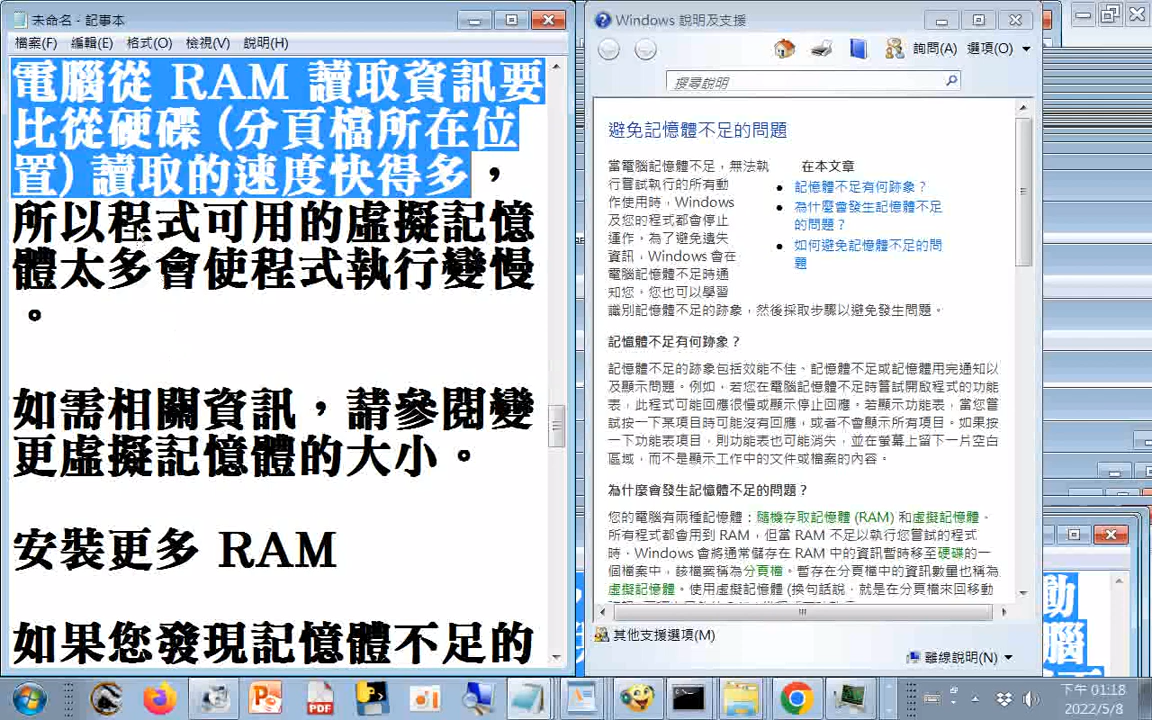 未命名 - 記事本
檔案(F) 編輯(E) 格式(O) 檢視(V) 說明(H)
電腦從 RAM 讀取資訊要
比從硬碟 (分頁檔所在位
置) 讀取的速度快得多，
所以程式可用的虛擬記憶
體太多會使程式執行變慢
。
如需相關資訊，請參閱變
更虛擬記憶體的大小。
安裝更多 RAM
如果您發現記憶體不足的
Windows 說明及支援
詢問(A) 選項(O)
搜尋說明
避免記憶體不足的問題
當電腦記憶體不足，無法執
行嘗試執行的所有動
作使用時，Windows
及您的程式都會停止
運作，為了避免遺失
資訊，Windows 會在
電腦記憶體不足時通
知您，您也可以學習
識別記憶體不足的跡象，然後採取步驟以避免發生問題。
在本文章
記憶體不足有何跡象？
為什麼會發生記憶體不足
的問題？
如何避免記憶體不足的問
題
記憶體不足有何跡象？
記憶體不足的跡象包括效能不佳、記憶體不足或記憶體用完通知以
及顯示問題。例如，若您在電腦記憶體不足時嘗試開啟程式的功能
表，此程式可能回應很慢或顯示停止回應。若顯示功能表，當您嘗
試按一下某項目時可能沒有回應，或者不會顯示所有項目。如果按
一下功能表項目，則功能表也可能消失，並在螢幕上留下一片空白
區域，而不是顯示工作中的文件或檔案的內容。
為什麼會發生記憶體不足的問題？
您的電腦有兩種記憶體：隨機存取記憶體 (RAM) 和虛擬記憶體。
所有程式都會用到 RAM，但當 RAM 不足以執行您嘗試的程式
時，Windows 會將通常儲存在 RAM 中的資訊暫時移至硬碟的一
個檔案中，該檔案稱為分頁檔。暫存在分頁檔中的資訊數量也稱為
虛擬記憶體。使用虛擬記憶體 (換句話說，就是在分頁檔來回移動
其他支援選項(M)
離線說明(N)
動
腦
下午 01:18
2022/5/8